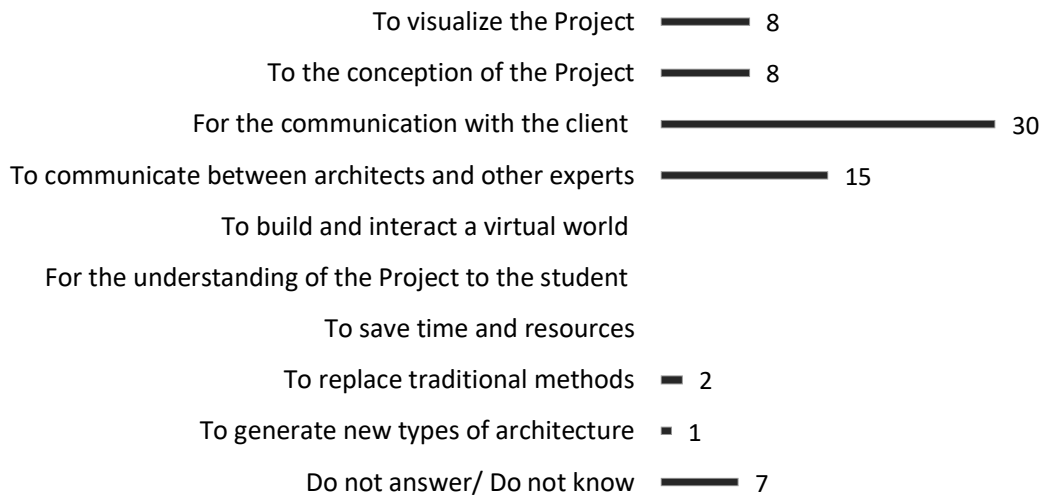 To visualize the Project 8
To the conception of the Project 8
For the communication with the client 30
To communicate between architects and other experts 15
To build and interact a virtual world
For the understanding of the Project to the student
To save time and resources
To replace traditional methods 2
To generate new types of architecture 1
Do not answer/ Do not know 7